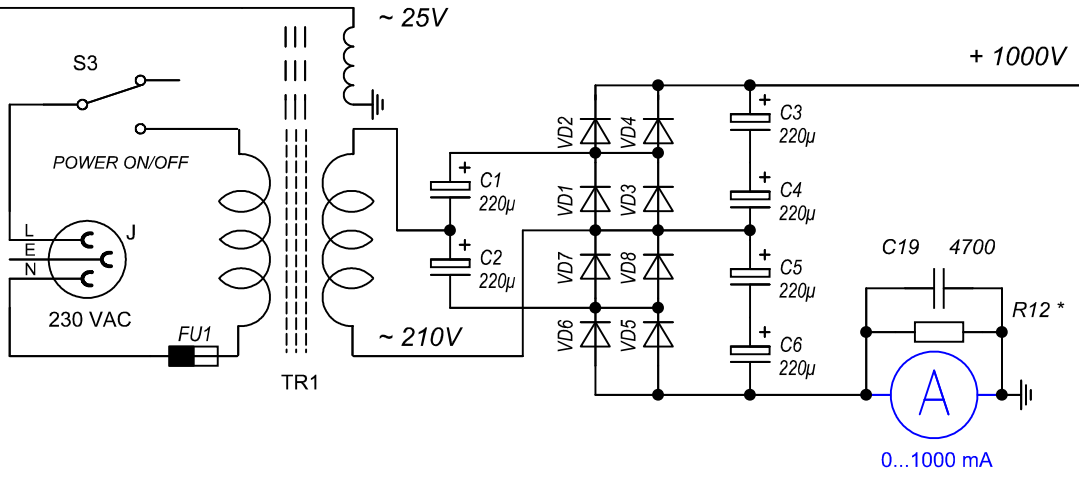 ~ 25V
S3
+ 1000V
POWER ON/OFF
VD2
VD4
+
C3
220µ
+
C1
220µ
VD1
VD3
+
C4
220µ
L
J
E
N
230 VAC
+
C2
220µ
VD7
VD8
+
C5
220µ
C19 4700
R12 *
FU1
~ 210V
VD6
VD5
+
C6
220µ
TR1
A
0...1000 mA